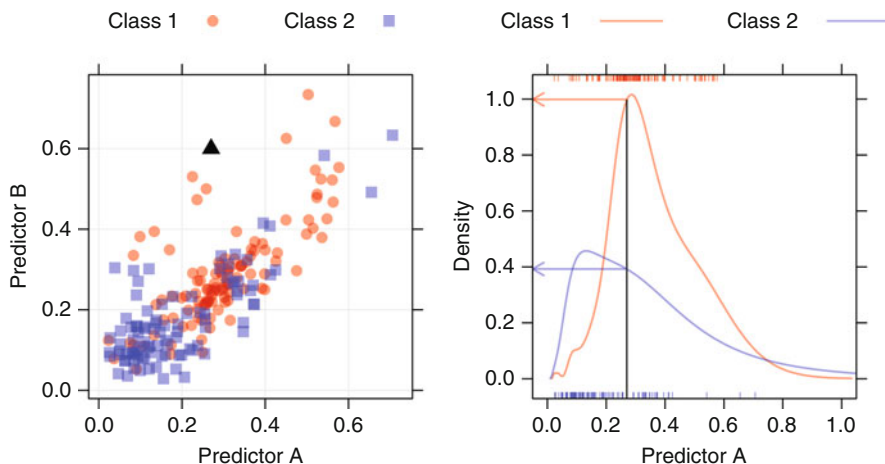 Class 1 Class 2
Predictor B
0.6
0.4
0.2
0.0
0.0 0.2 0.4 0.6
Predictor A
Class 1 Class 2
Density
1.0
0.8
0.6
0.4
0.2
0.0
0.0 0.2 0.4 0.6 0.8 1.0
Predictor A